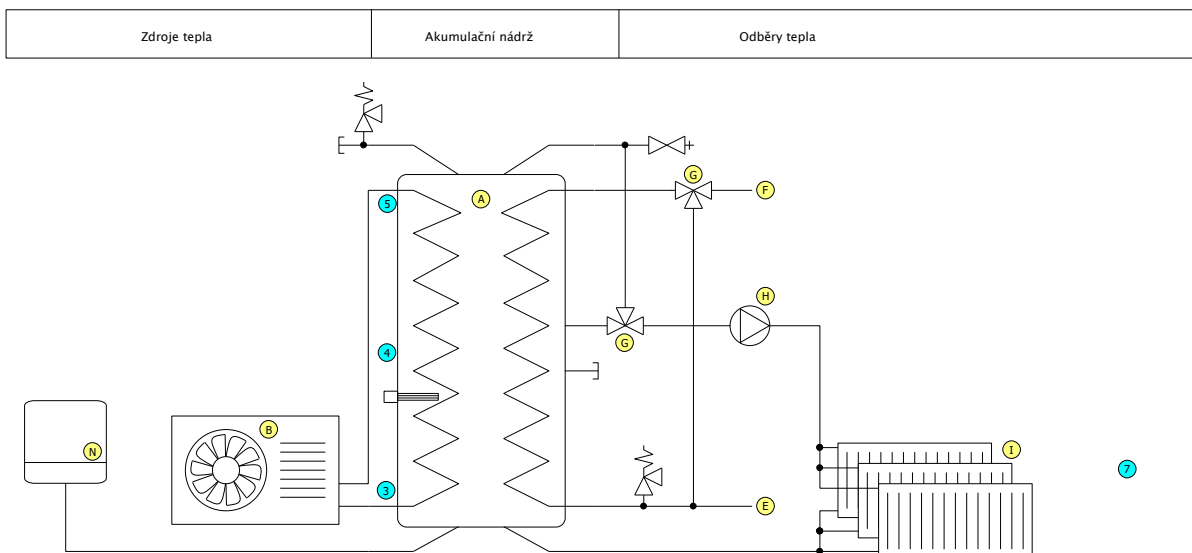 Zdroje tepla
Akumulační nádrž
Odběry tepla
A
G
F
5
H
G
4
B
I
N
7
3
E